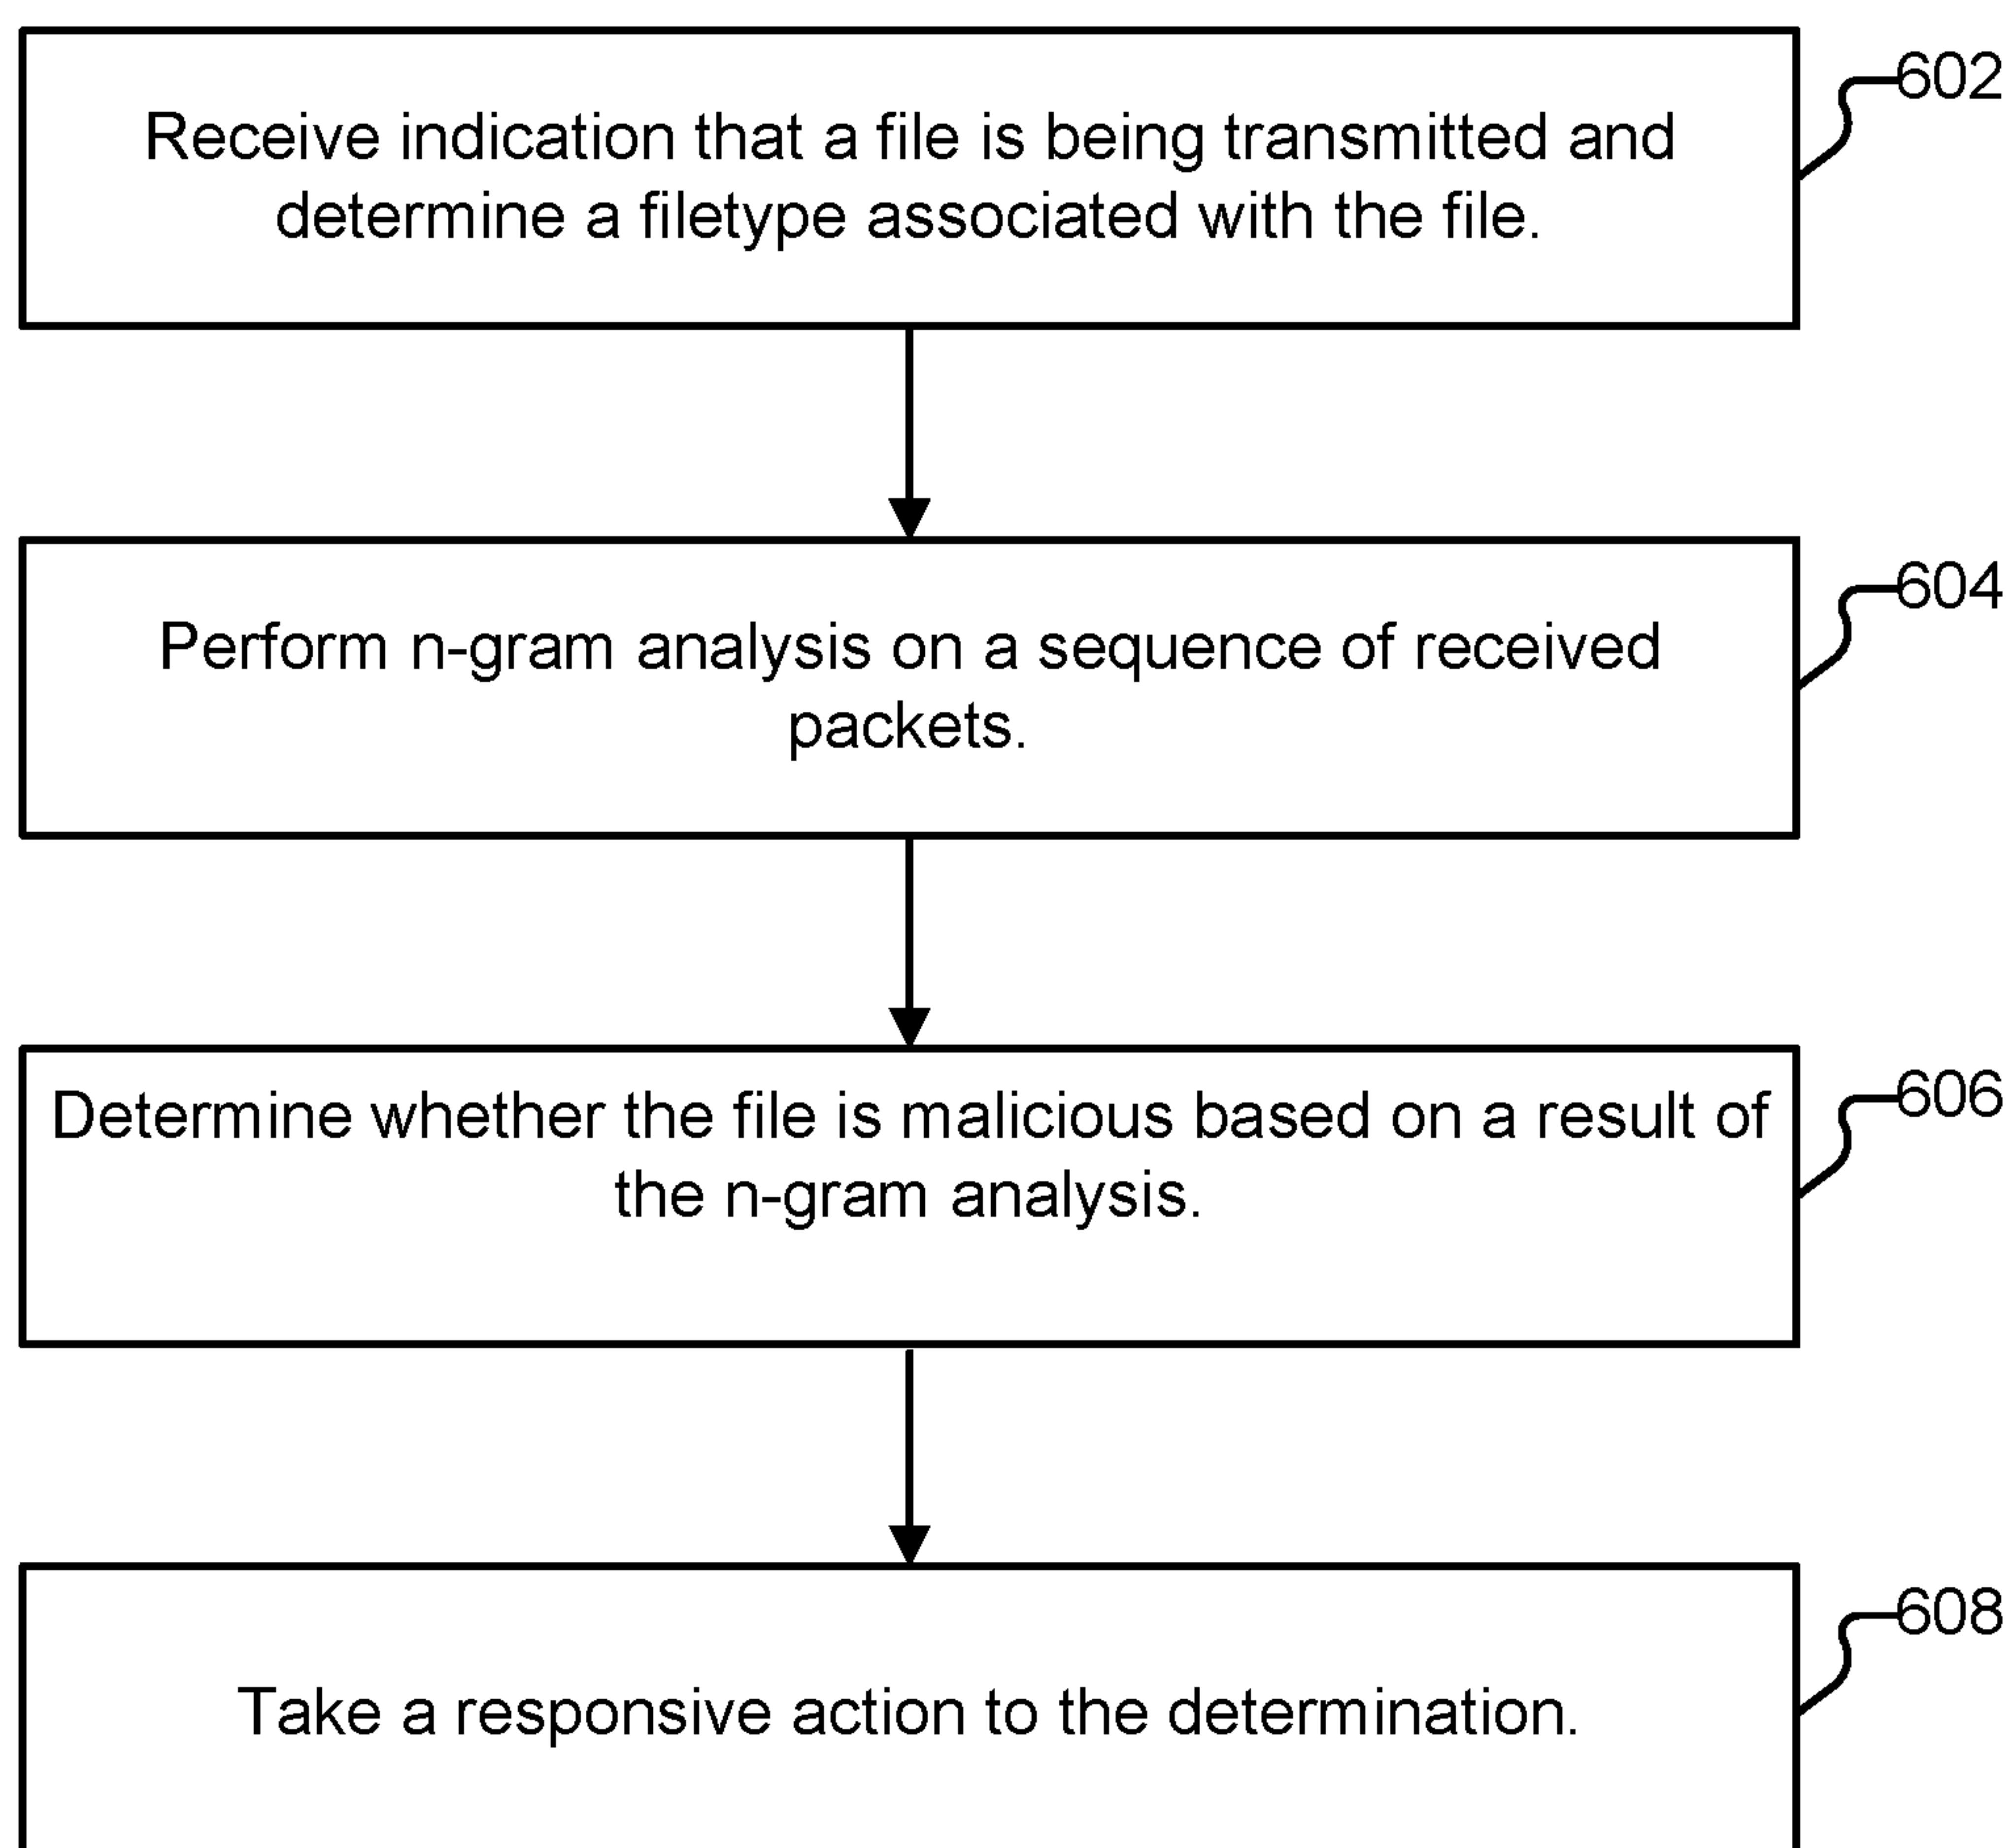 602
Receive indication that a file is being transmitted and
determine a filetype associated with the file.
604
Perform n-gram analysis on a sequence of received
packets.
606
Determine whether the file is malicious based on a result of
the n-gram analysis.
608
Take a responsive action to the determination.